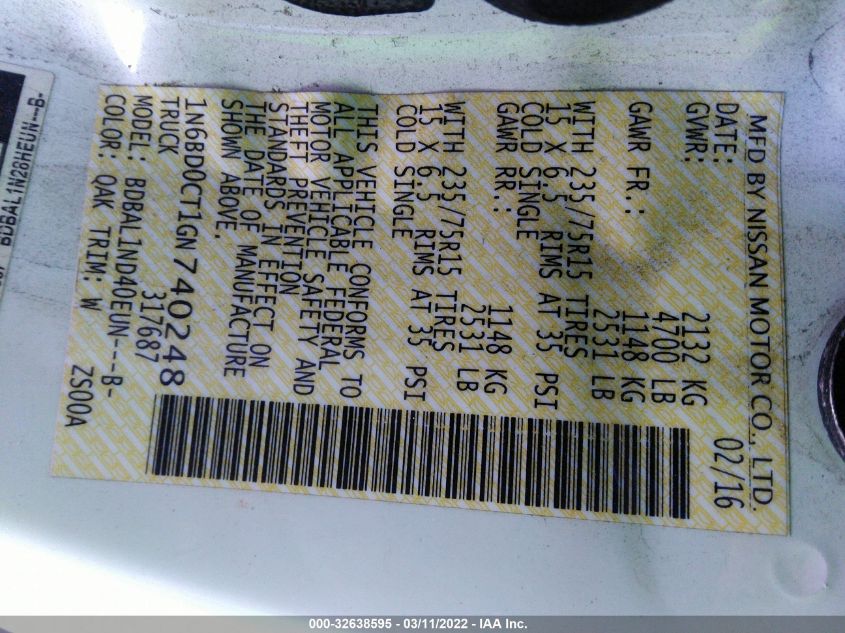 MFD BY NISSAN MOTOR CO., LTD.
DATE: 02/16
GVWR: 2132 KG
4700 LB
GAWR FR.: 1148 KG
2531 LB
WITH 235/75R15 TIRES
15 X 6.5 RIMS AT 35 PSI
COLD SINGLE
GAWR RR.: 1148 KG
2531 LB
WITH 235/75R15 TIRES
15 X 6.5 RIMS AT 35 PSI
COLD SINGLE
THIS VEHICLE CONFORMS TO
ALL APPLICABLE FEDERAL
MOTOR VEHICLE SAFETY AND
THEFT PREVENTION
STANDARDS IN EFFECT ON
THE DATE OF MANUFACTURE
SHOWN ABOVE.
1N6BD0CT1GN740248
TRUCK 317687
MODEL: BDBALIND40EUN---B-
COLOR: QAK TRIM: W ZS00A
BDBAL1N28HEUN---B-
000-32638595 - 03/11/2022 - IAA Inc.